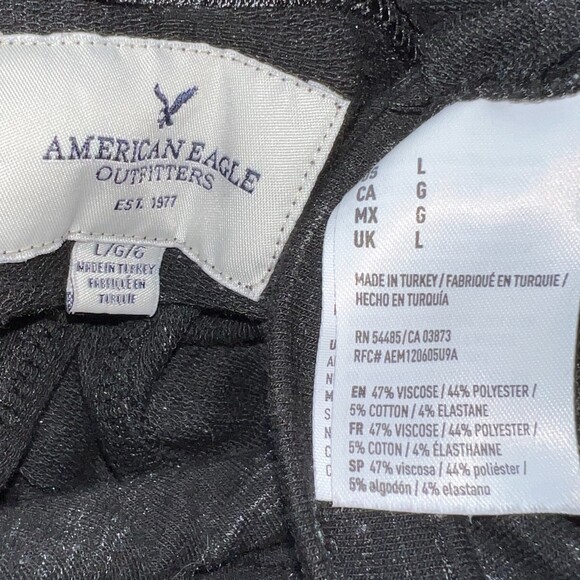 AMERICAN EAGLE
OUTFITTERS
EST. 1977
L/G/G
MADE IN TURKEY
FABRIQUÉ EN
TURQUIE
L
CA G
MX G
UK L
MADE IN TURKEY / FABRIQUÉ EN TURQUIE /
HECHO EN TURQUÍA
RN 54485 / CA 03873
RFC# AEM120605U9A
EN 47% VISCOSE / 44% POLYESTER /
5% COTTON / 4% ELASTANE
FR 47% VISCOSE / 44% POLYESTER /
5% COTON / 4% ÉLASTHANNE
SP 47% viscosa / 44% poliéster /
5% algodón / 4% elastano